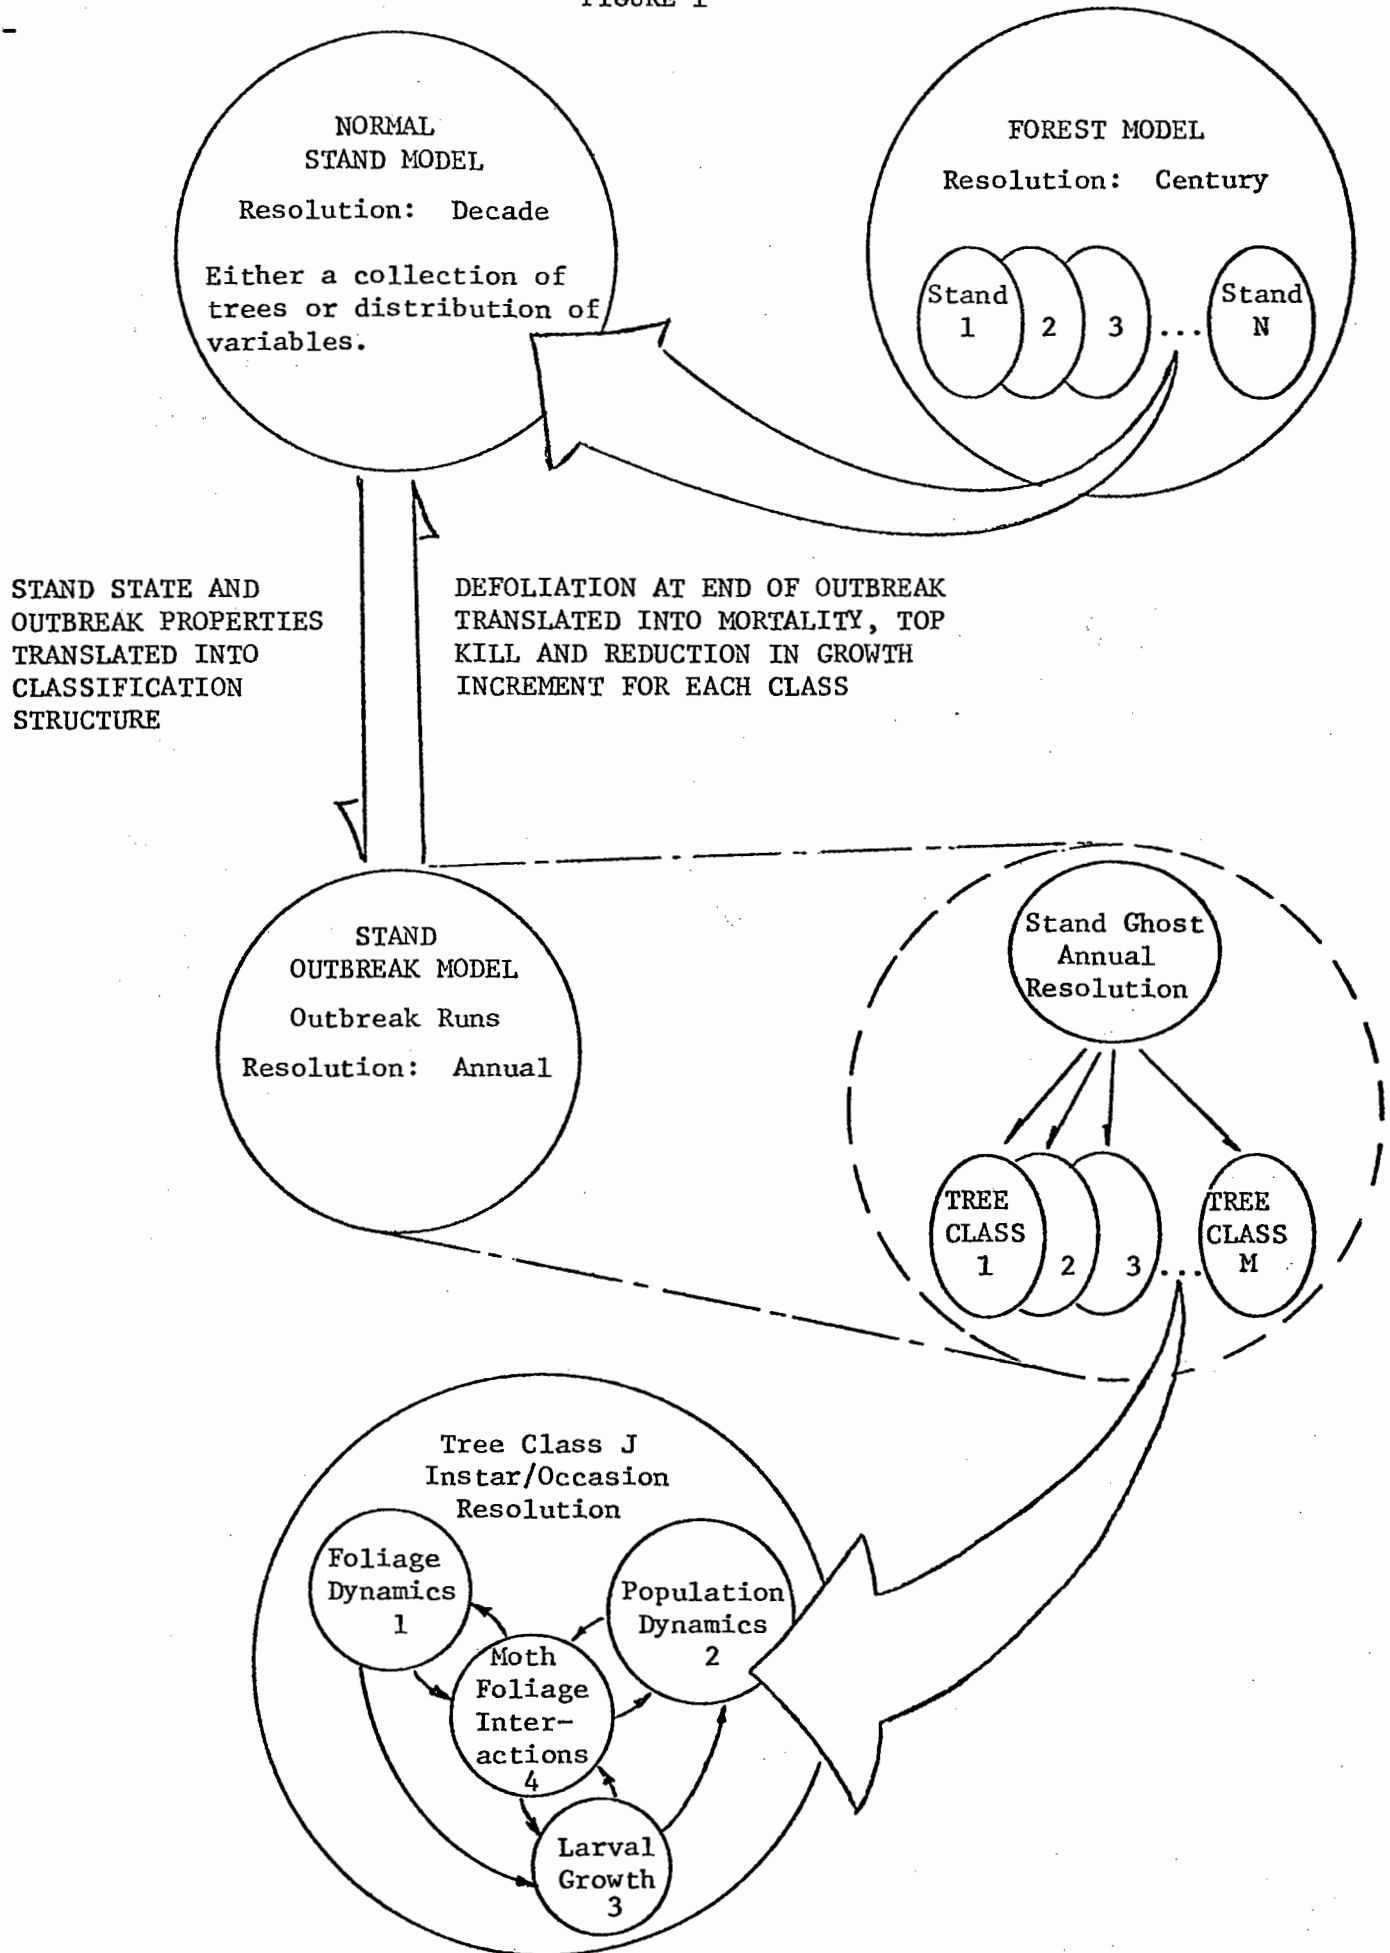 FIGURE 1
NORMAL
STAND MODEL
Resolution: Decade
Either a collection of
trees or distribution of
variables.
FOREST MODEL
Resolution: Century
Stand
1
2
3
...
Stand
N
STAND STATE AND
OUTBREAK PROPERTIES
TRANSLATED INTO
CLASSIFICATION
STRUCTURE
DEFOLIATION AT END OF OUTBREAK
TRANSLATED INTO MORTALITY, TOP
KILL AND REDUCTION IN GROWTH
INCREMENT FOR EACH CLASS
STAND
OUTBREAK MODEL
Outbreak Runs
Resolution: Annual
Stand Ghost
Annual
Resolution
TREE
CLASS
1
2
3
...
TREE
CLASS
M
Tree Class J
Instar/Occasion
Resolution
Foliage
Dynamics
1
Population
Dynamics
2
Moth
Foliage
Inter-
actions
4
Larval
Growth
3